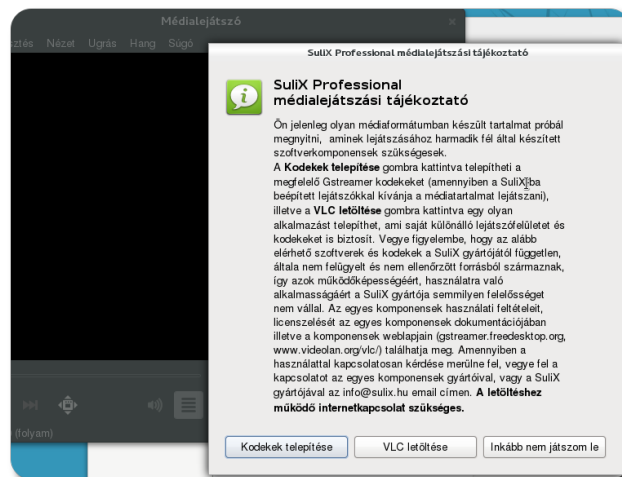 Médialejátszó
Nézet Ugrás Hang Súgó
SuliX Professional médialejátszási tájékoztató
SuliX Professional
médialejátszási tájékoztató
Ön jelenleg olyan médiaformátumban készült tartalmat próbál
megnyitni, aminek lejátszásához harmadik fél által készített
szoftverkomponensek szükségesek.
A Kodekek telepítése gombra kattintva telepítheti a
megfelelő Gstreamer kodekeket (amennyiben a SuliX-ba
beépített lejátszókkal kívánja a médiatartalmat lejátszani),
illetve a VLC letöltése gombra kattintva egy olyan
alkalmazást telepíthet, ami saját különálló lejátszófelületet és
kodekeket is biztosít. Vegye figyelembe, hogy az alább
elérhető szoftverek és kodekek a SuliX gyártójától független,
általa nem felügyelt és nem ellenőrzött forrásból származnak,
így azok működőképességéért, használatra való
alkalmasságáért a SuliX gyártója semmilyen felelősséget
nem vállal. Az egyes komponensek használati feltételeit,
licenszelését az egyes komponensek dokumentációjában
illetve a komponensek weblapjain (gstreamer.freedesktop.org,
www.videolan.org/vlc/) találhatja meg. Amennyiben a
használattal kapcsolatosan kérdése merülne fel, vegye fel a
kapcsolatot az egyes komponensek gyártóival, vagy a SuliX
gyártójával az info@sulix.hu email címen. A letöltéshez
működő internetkapcsolat szükséges.
(folyam)
Kodekek telepítése VLC letöltése Inkább nem játszom le